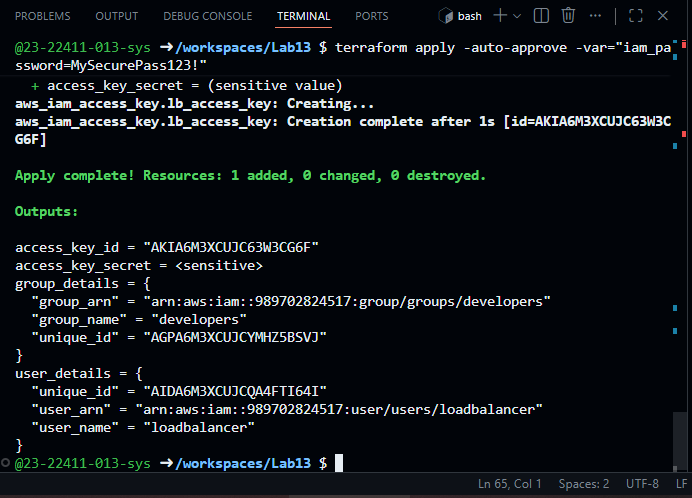 PROBLEMS OUTPUT DEBUG CONSOLE TERMINAL PORTS bash
@23-22411-013-sys ➜/workspaces/Lab13 $ terraform apply -auto-approve -var="iam_pa
ssword=MySecurePass123!"
+ access_key_secret = (sensitive value)
aws_iam_access_key.lb_access_key: Creating...
aws_iam_access_key.lb_access_key: Creation complete after 1s [id=AKIA6M3XCUJC63W3C
G6F]
Apply complete! Resources: 1 added, 0 changed, 0 destroyed.
Outputs:
access_key_id = "AKIA6M3XCUJC63W3CG6F"
access_key_secret = <sensitive>
group_details = {
"group_arn" = "arn:aws:iam::989702824517:group/groups/developers"
"group_name" = "developers"
"unique_id" = "AGPA6M3XCUJCYMHZ5BSVJ"
}
user_details = {
"unique_id" = "AIDA6M3XCUJCQA4FTI64I"
"user_arn" = "arn:aws:iam::989702824517:user/users/loadbalancer"
"user_name" = "loadbalancer"
}
@23-22411-013-sys ➜/workspaces/Lab13 $
Ln 65, Col 1 Spaces: 2 UTF-8 LF